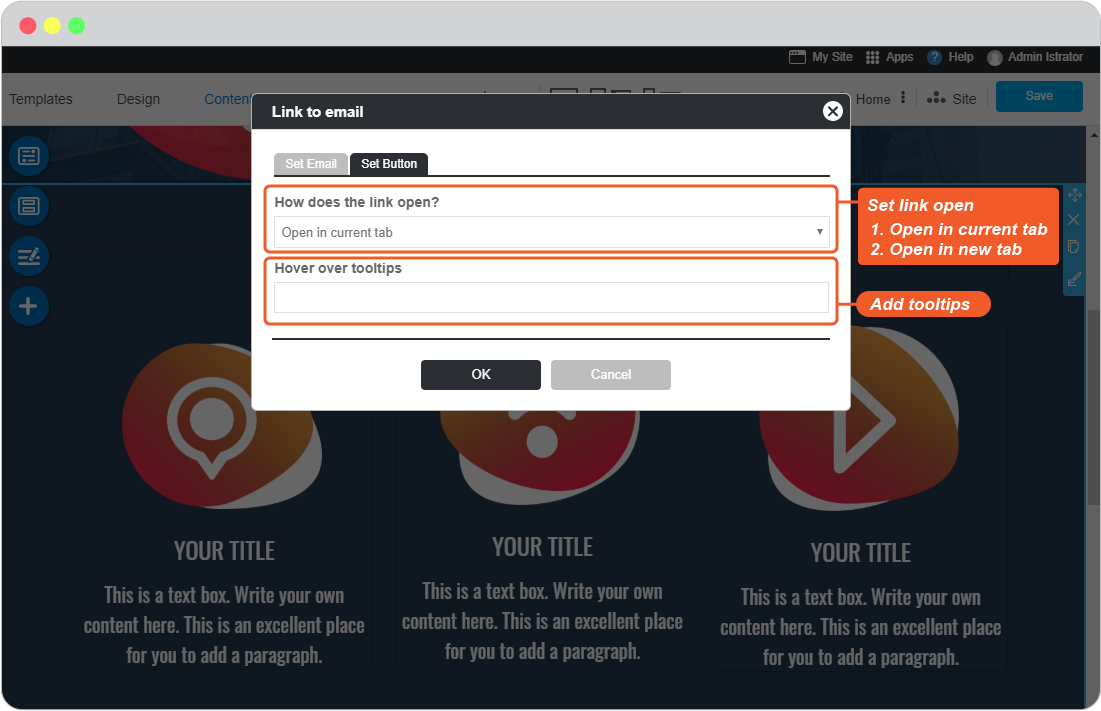 My Site Apps ? Help Admin Istrator
Templates Design Content Home Site Save
Link to email
Set Email Set Button
How does the link open?
Open in current tab
Hover over tooltips
OK Cancel
Set link open
1. Open in current tab
2. Open in new tab
Add tooltips
YOUR TITLE
This is a text box. Write your own
content here. This is an excellent place
for you to add a paragraph.
YOUR TITLE
This is a text box. Write your own
content here. This is an excellent place
for you to add a paragraph.
YOUR TITLE
This is a text box. Write your own
content here. This is an excellent place
for you to add a paragraph.